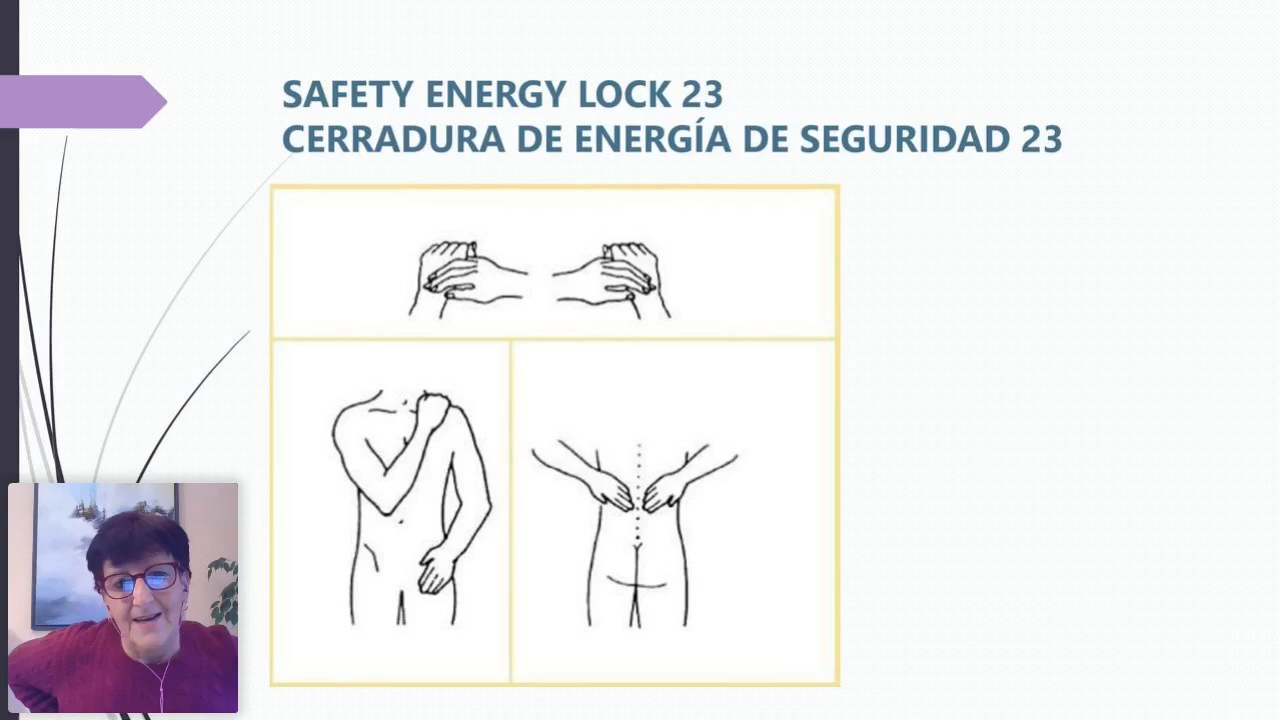 SAFETY ENERGY LOCK 23
CERRADURA DE ENERGÍA DE SEGURIDAD 23